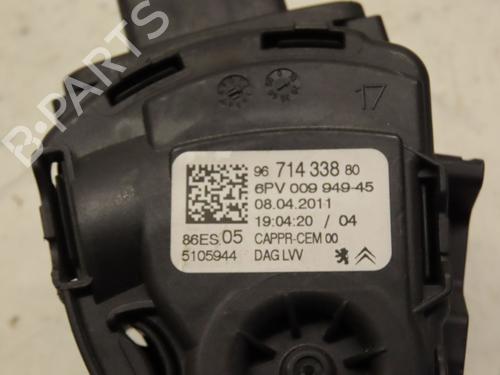 17
96 714 338 80
6PV 009 949-45
08.04.2011
19:04:20 / 04
86ES.05 CAPPR-CEM 00
5105944 DAG LVV
B-PARTS